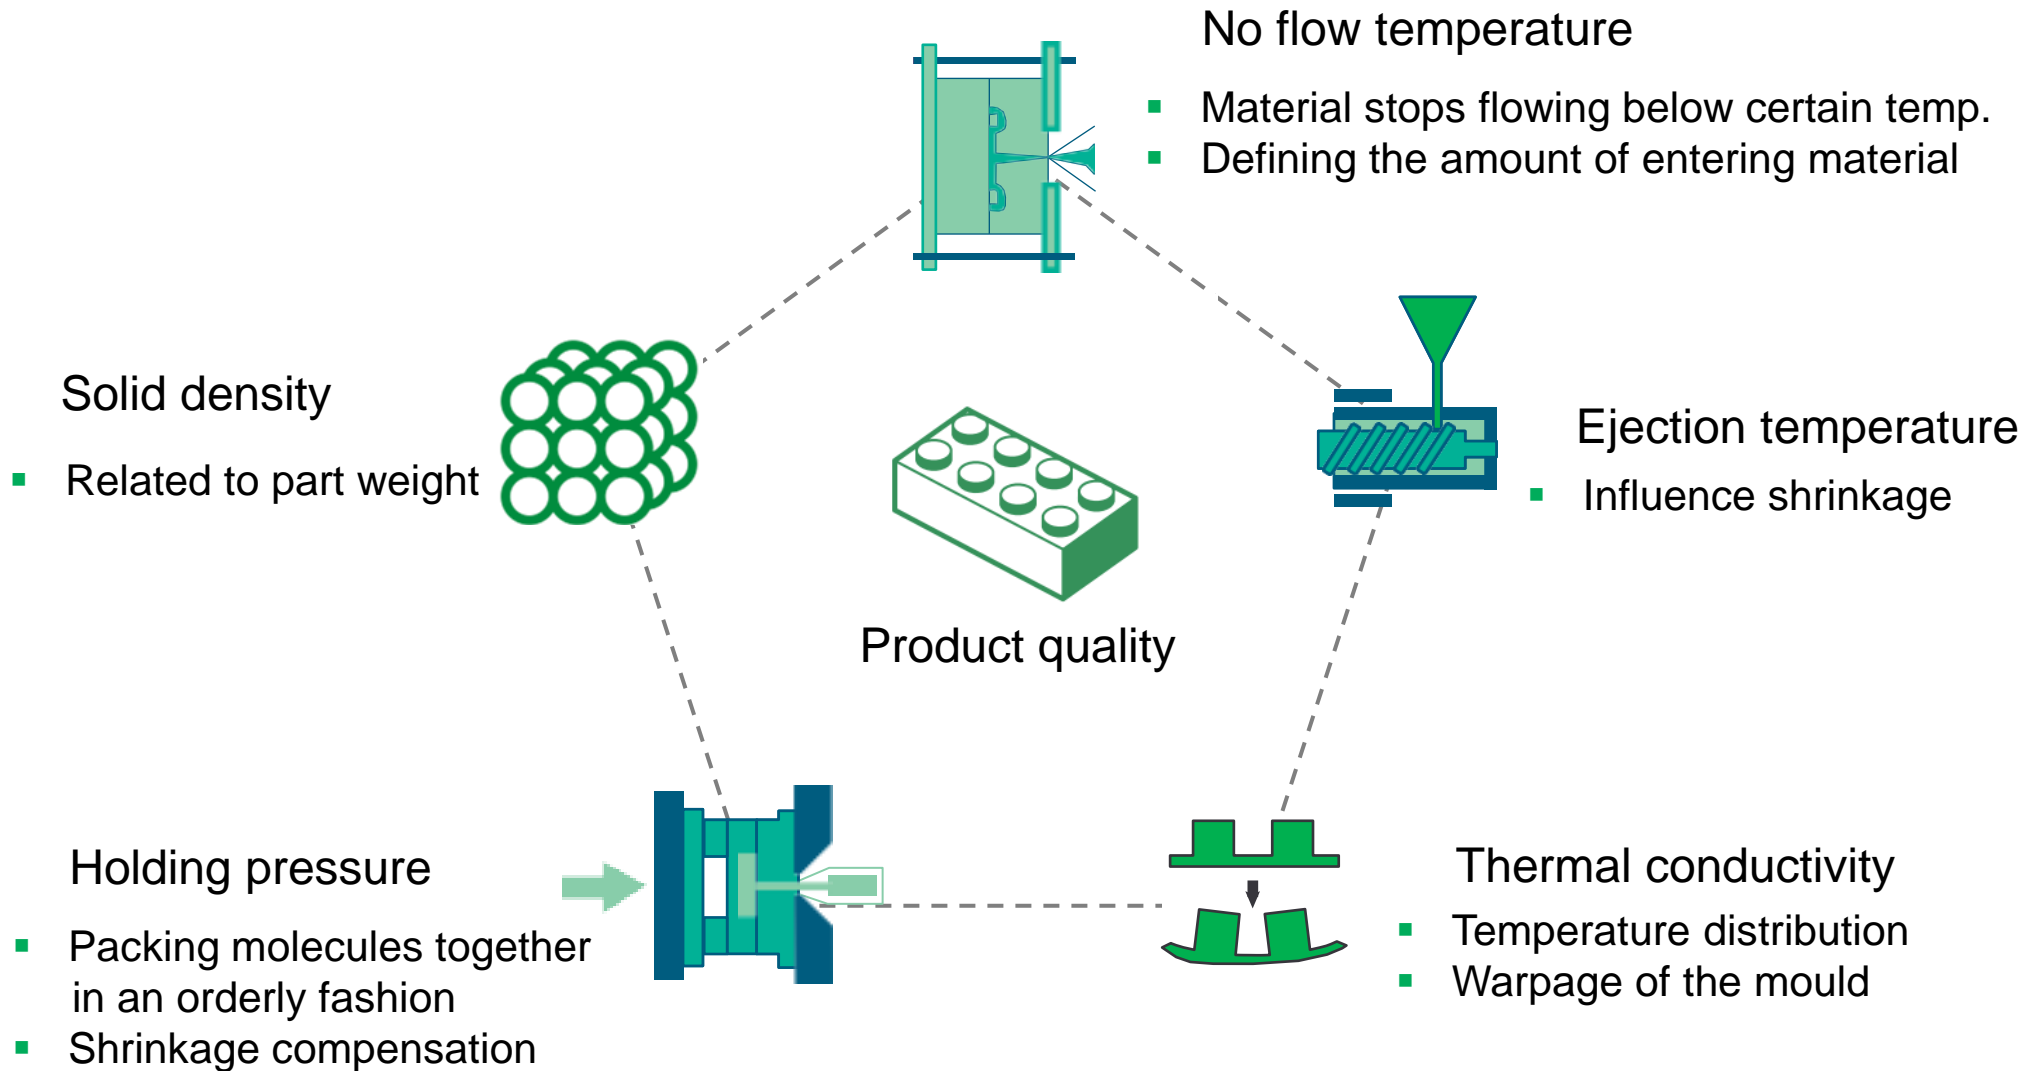 No flow temperature
▪ Material stops flowing below certain temp.
▪ Defining the amount of entering material
Solid density
▪ Related to part weight
Ejection temperature
▪ Influence shrinkage
Product quality
Holding pressure
▪ Packing molecules together
in an orderly fashion
▪ Shrinkage compensation
Thermal conductivity
▪ Temperature distribution
▪ Warpage of the mould